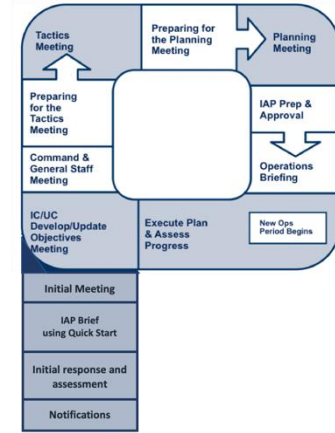 Tactics
Meeting
Preparing for
the Planning
Meeting
Planning
Meeting
Preparing
for the
Tactics
Meeting
IAP Prep &
Approval
Command &
General Staff
Meeting
Operations
Briefing
IC/UC
Develop/Update
Objectives
Meeting
Execute Plan
& Assess
Progress
New Ops
Period Begins
Initial Meeting
IAP Brief
using Quick Start
Initial response and
assessment
Notifications